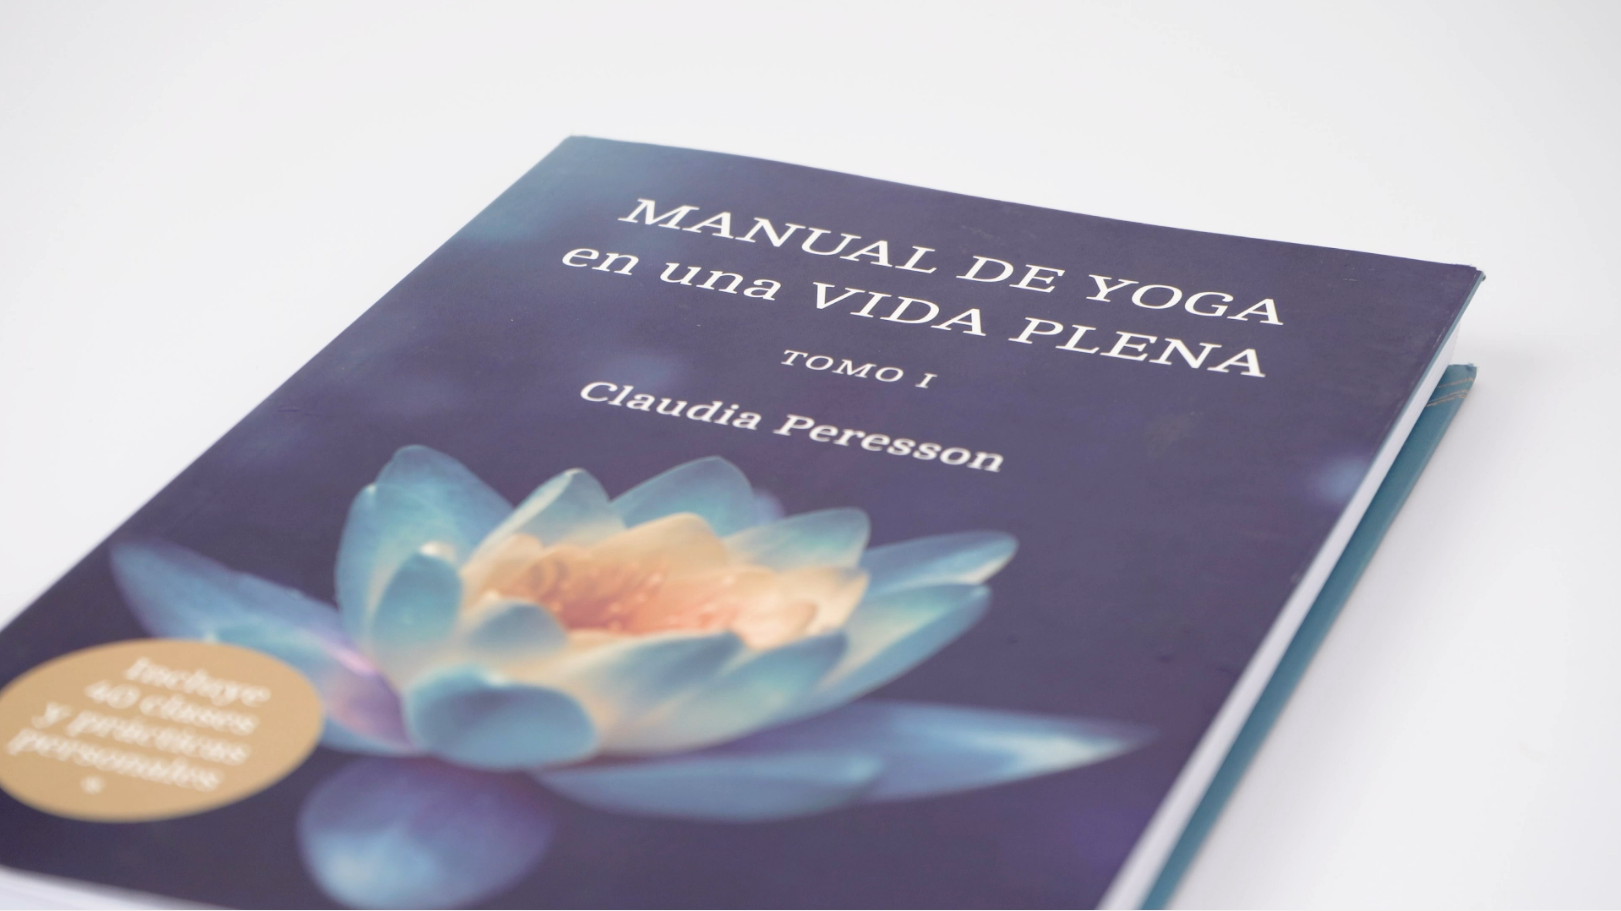 MANUAL DE YOGA
en una VIDA PLENA
TOMO I
Claudia Peresson
Incluye
40 clases
y prácticas
personales